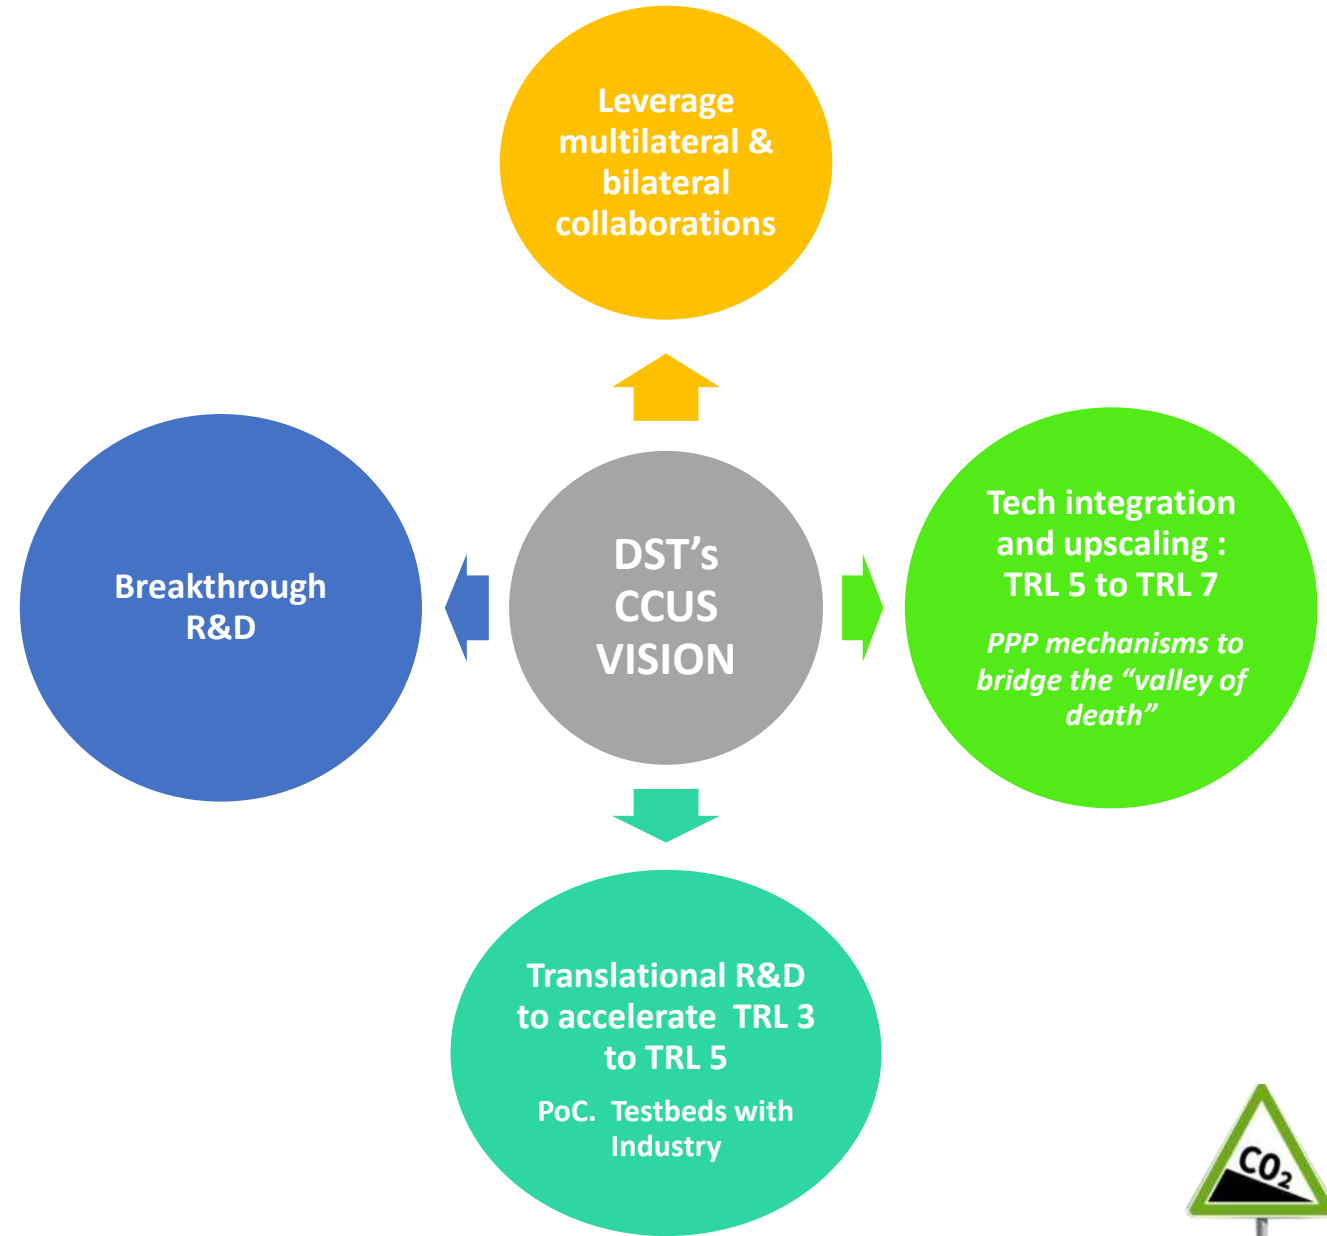 Leverage
multilateral &
bilateral
collaborations
Breakthrough
R&D
DST’s
CCUS
VISION
Tech integration
and upscaling :
TRL 5 to TRL 7
PPP mechanisms to
bridge the “valley of
death”
Translational R&D
to accelerate  TRL 3
to TRL 5
PoC.  Testbeds with
Industry
CO₂